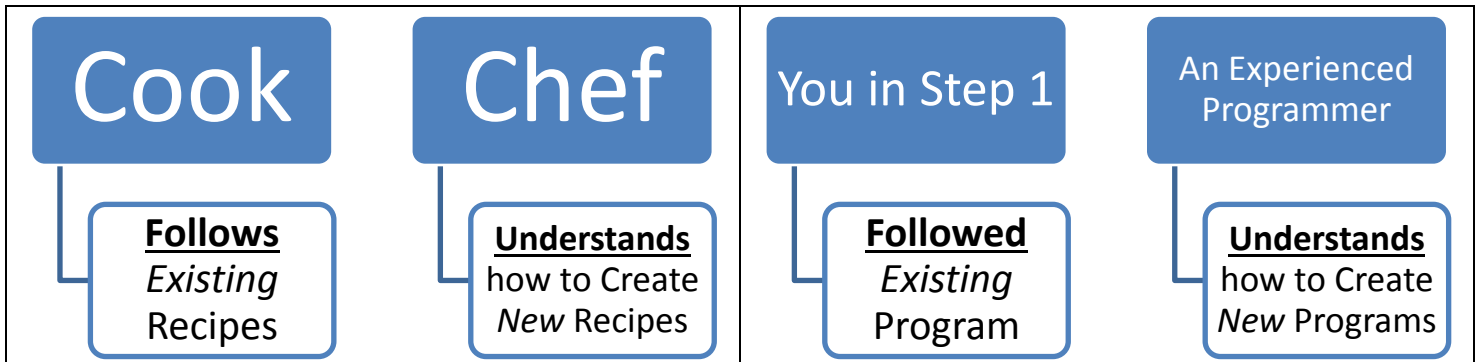 Cook
Follows
Existing
Recipes
Chef
Understands
how to Create
New Recipes
You in Step 1
Followed
Existing
Program
An Experienced
Programmer
Understands
how to Create
New Programs